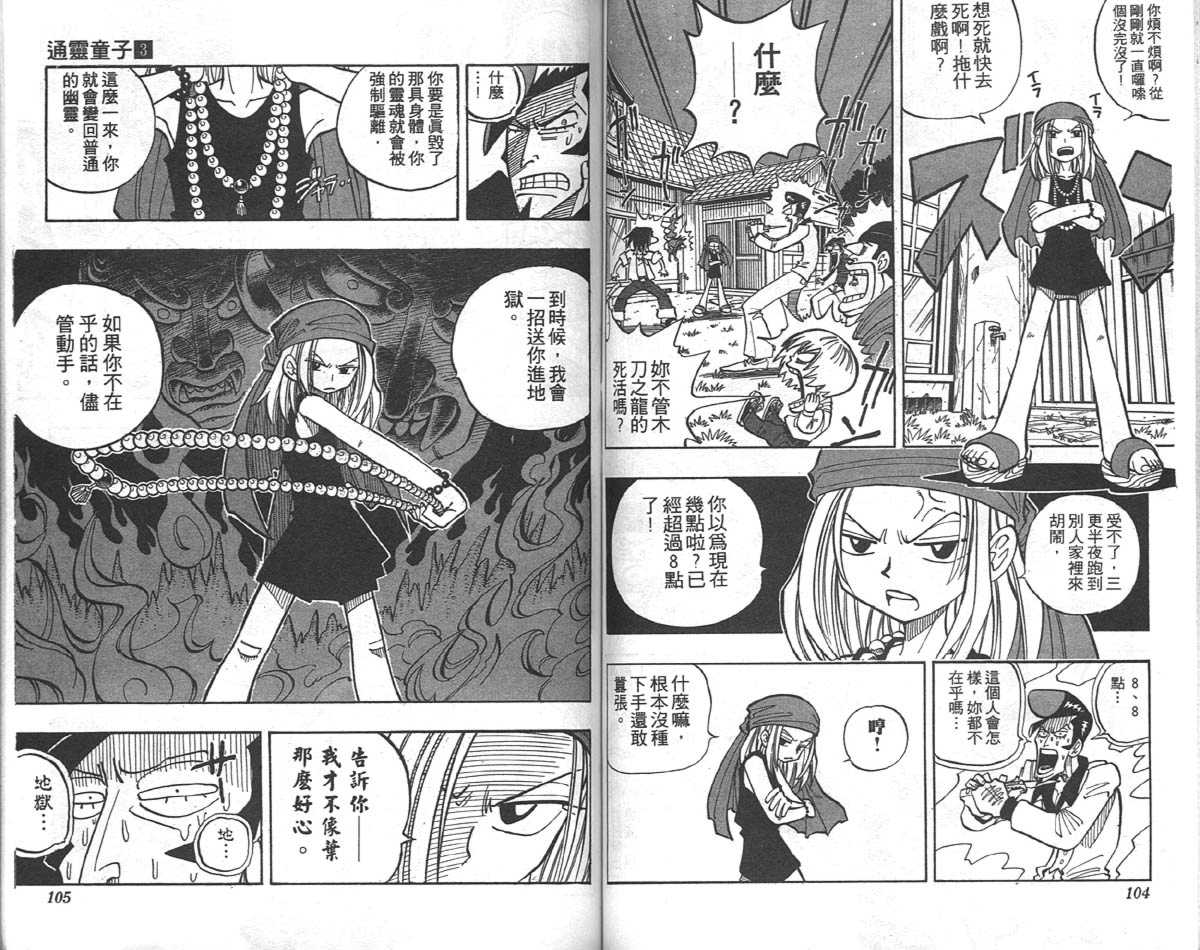 你煩不煩啊?從
剛剛就一直囉嗦
個沒完沒了!
想死就快去
死啊!拖什
麼戲啊?
イラ
イラ
什麼
——?
妳不管木
刀之龍的
死活嗎?
受不了,三
更半夜跑到
別人家裡來
胡鬧,
你以為現在
幾點啦?已
經超過8點
了!
8、8
點…
這個人會怎
樣,妳都不
在乎嗎…
哼!
什麼嘛,
根本沒種
下手還敢
囂張。
104
通靈童子3
什麼
…!
你要是真毀了
那具身體,你
的靈魂就會被
強制驅離.
這麼一來,你
就會變回普通
的幽靈。
到時候,我會
一招送你進地
獄。
如果你不在
乎的話,儘
管動手。
告訴你——
我才不像葉
那麼好心。
地…
地獄…
105